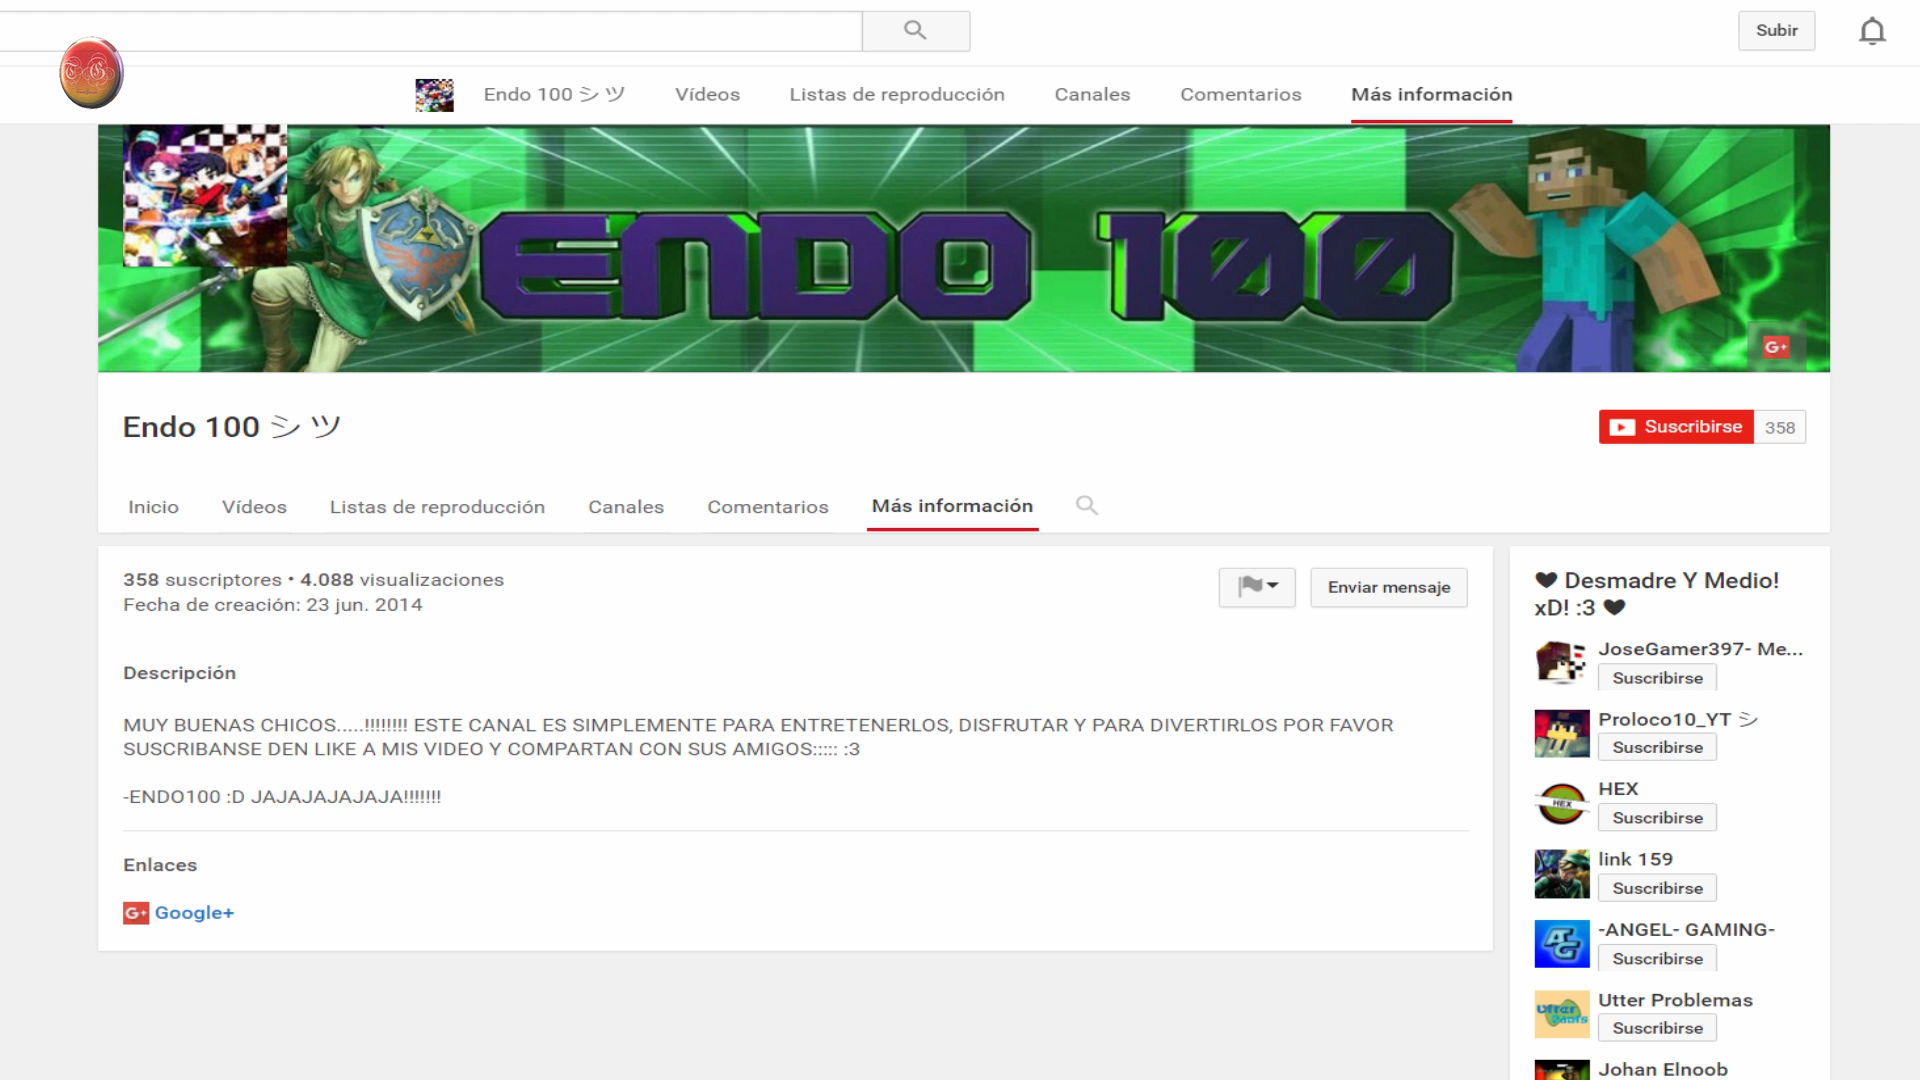 Subir
Endo 100 シ ツ
Vídeos
Listas de reproducción
Canales
Comentarios
Más información
ENDO 100
G+
Endo 100 シ ツ
Suscribirse
358
Inicio
Vídeos
Listas de reproducción
Canales
Comentarios
Más información
358 suscriptores • 4.088 visualizaciones
Fecha de creación: 23 jun. 2014
Enviar mensaje
Descripción
MUY BUENAS CHICOS.....!!!!!!!! ESTE CANAL ES SIMPLEMENTE PARA ENTRETENERLOS, DISFRUTAR Y PARA DIVERTIRLOS POR FAVOR
SUSCRIBANSE DEN LIKE A MIS VIDEO Y COMPARTAN CON SUS AMIGOS::::: :3
-ENDO100 :D JAJAJAJAJAJA!!!!!!!
Enlaces
G+ Google+
❤ Desmadre Y Medio!
xD! :3 ❤
JoseGamer397- Me...
Suscribirse
Proloco10_YT シ
Suscribirse
HEX
HEX
Suscribirse
link 159
Suscribirse
AG
-ANGEL- GAMING-
Suscribirse
Utter Problemas
Suscribirse
Johan Elnoob